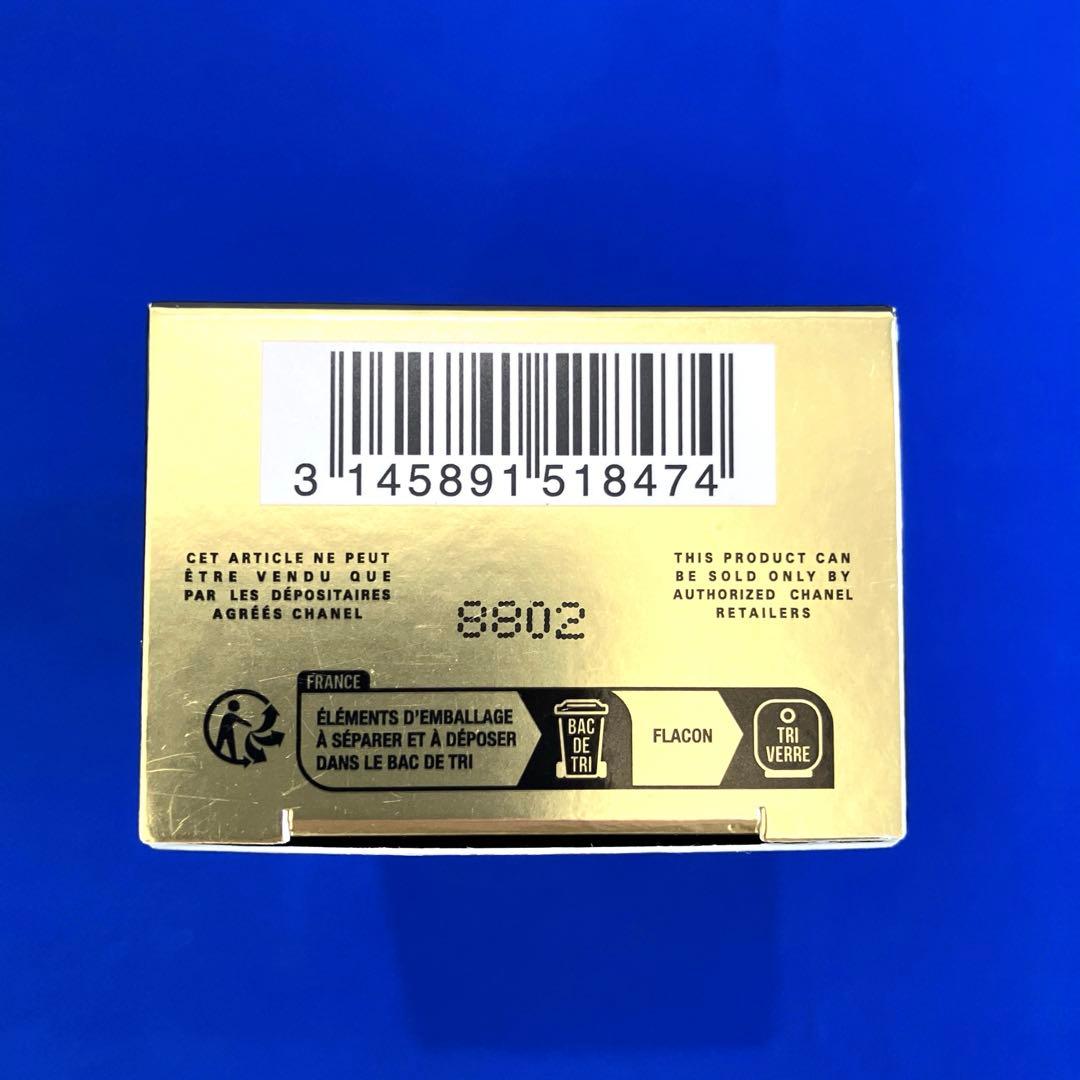 3 145891 518474
CET ARTICLE NE PEUT
ÊTRE VENDU QUE
PAR LES DÉPOSITAIRES
AGRÉÉS CHANEL
THIS PRODUCT CAN
BE SOLD ONLY BY
AUTHORIZED CHANEL
RETAILERS
8802
FRANCE
ÉLÉMENTS D'EMBALLAGE
À SÉPARER ET À DÉPOSER
DANS LE BAC DE TRI
BAC
DE
TRI
FLACON
TRI
VERRE